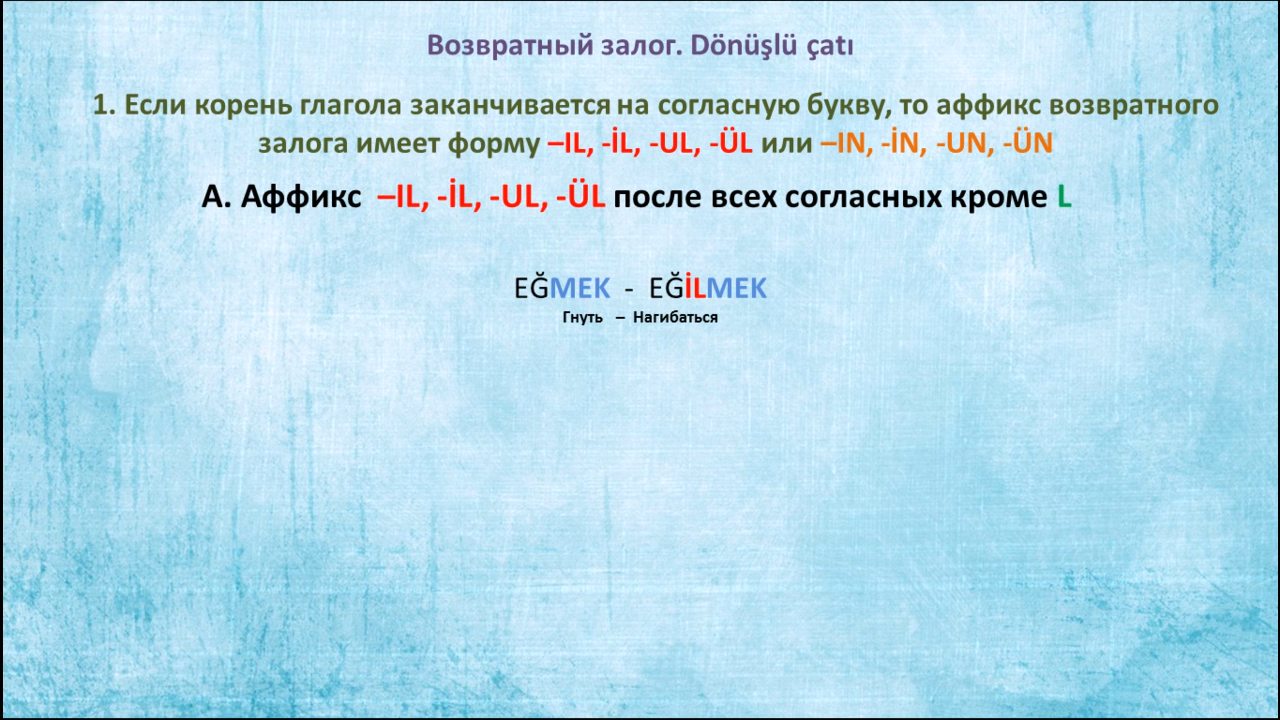 Возвратный залог. Dönüşlü çatı
1. Если корень глагола заканчивается на согласную букву, то аффикс возвратного
залога имеет форму –IL, -İL, -UL, -ÜL или –IN, -İN, -UN, -ÜN
А. Аффикс –IL, -İL, -UL, -ÜL после всех согласных кроме L
EĞMEK - EĞİLMEK
Гнуть – Нагибаться